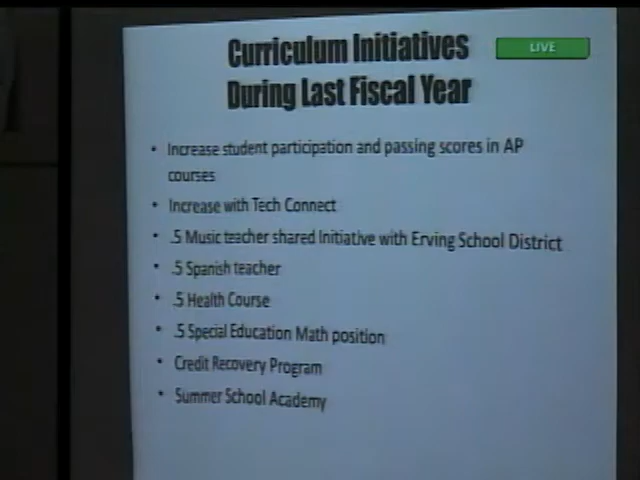 Curriculum Initiatives
LIVE
During Last Fiscal Year
• Increase student participation and passing scores in AP
courses
• Increase with Tech Connect
• .5 Music teacher shared Initiative with Erving School District
• .5 Spanish teacher
• .5 Health Course
• .5 Special Education Math position
• Credit Recovery Program
• Summer School Academy